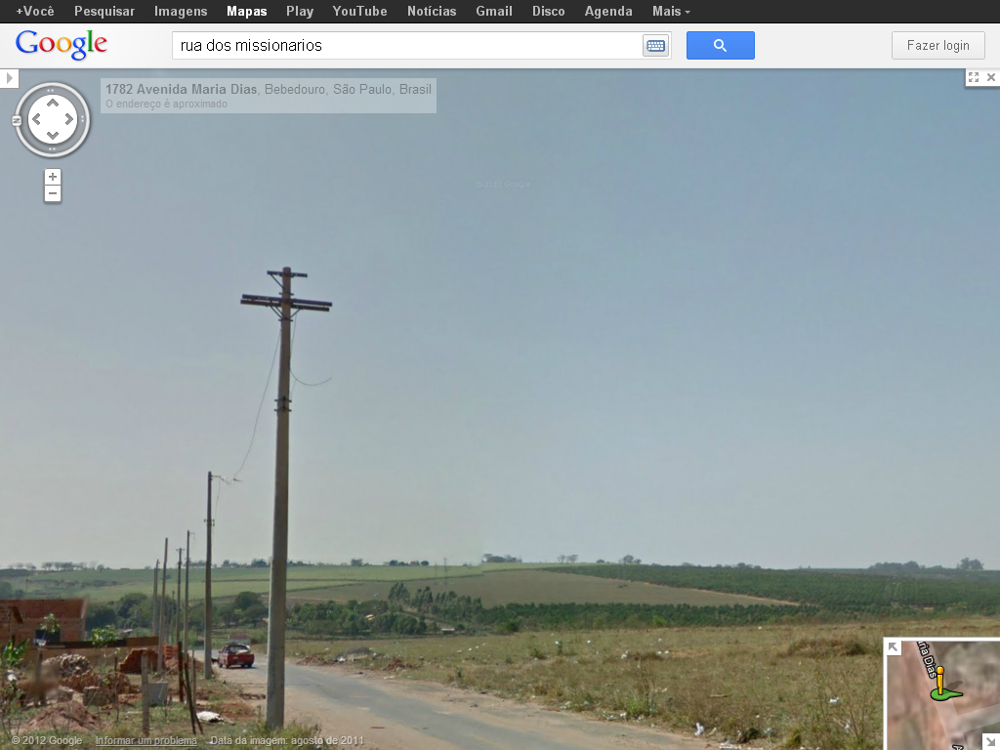 +Você Pesquisar Imagens Mapas Play YouTube Notícias Gmail Disco Agenda Mais
Google rua dos missionarios Fazer login
1782 Avenida Maria Dias, Bebedouro, São Paulo, Brasil
O endereço é aproximado
Dias
© 2012 Google Informar um problema Data da imagem: agosto de 2011